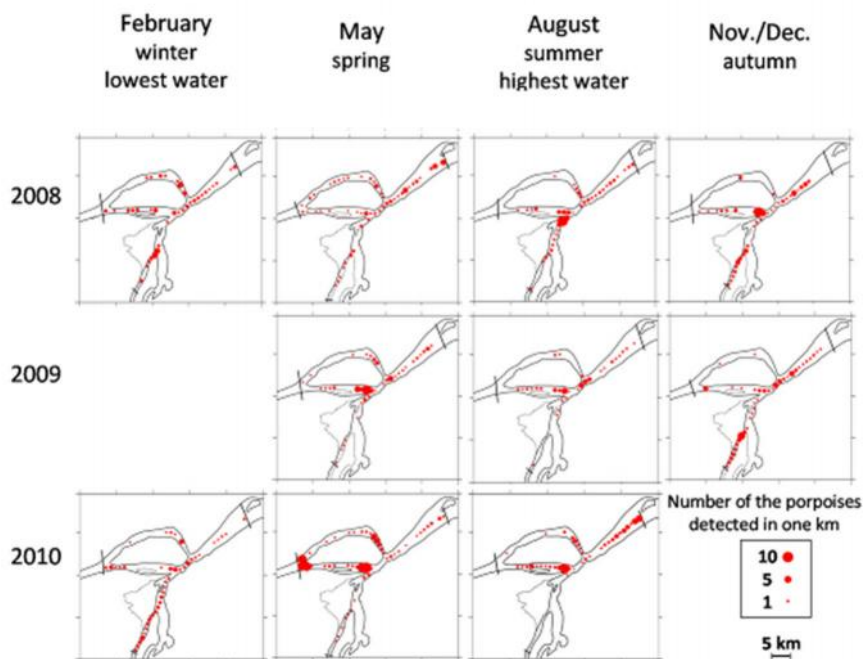 February
winter
lowest water
May
spring
August
summer
highest water
Nov./Dec.
autumn
2008
2009
2010
Number of the porpoises
detected in one km
10
5
1
5 km